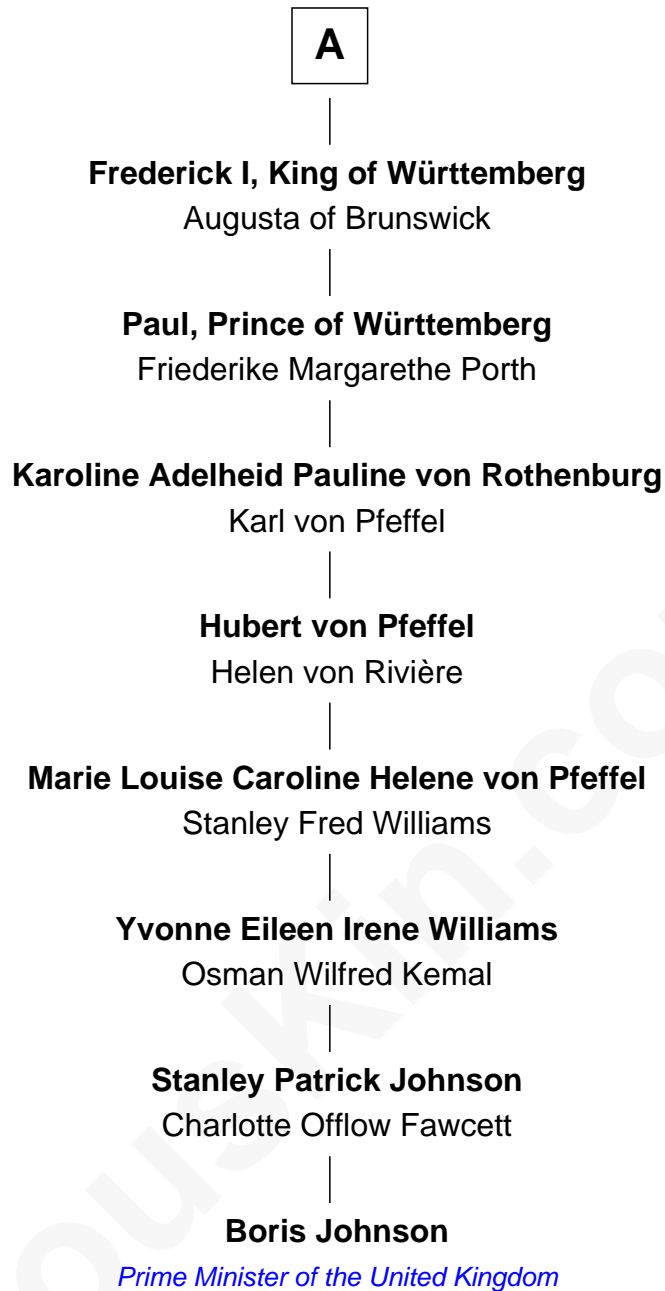 A
Frederick I, King of Württemberg
Augusta of Brunswick
Paul, Prince of Württemberg
Friederike Margarethe Porth
Karoline Adelheid Pauline von Rothenburg
Karl von Pfeffel
Hubert von Pfeffel
Helen von Rivière
Marie Louise Caroline Helene von Pfeffel
Stanley Fred Williams
Yvonne Eileen Irene Williams
Osman Wilfred Kemal
Stanley Patrick Johnson
Charlotte Offlow Fawcett
Boris Johnson
Prime Minister of the United Kingdom